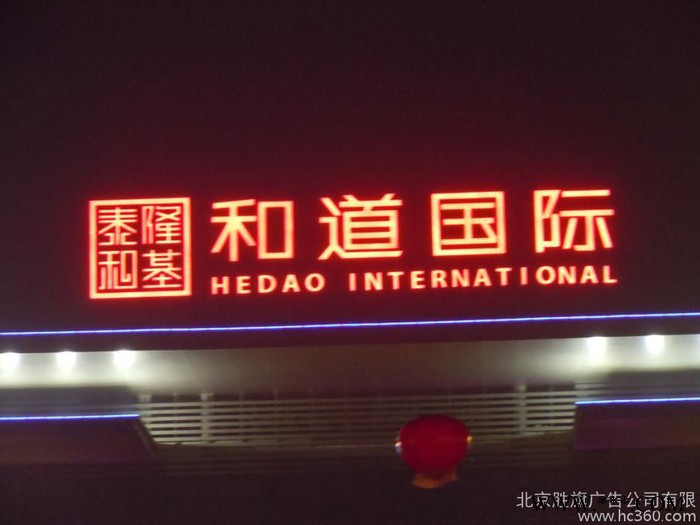 泰隆
和基
和道国际
HEDAO INTERNATIONAL
北京胜旗广告公司有限
www.hc360.com